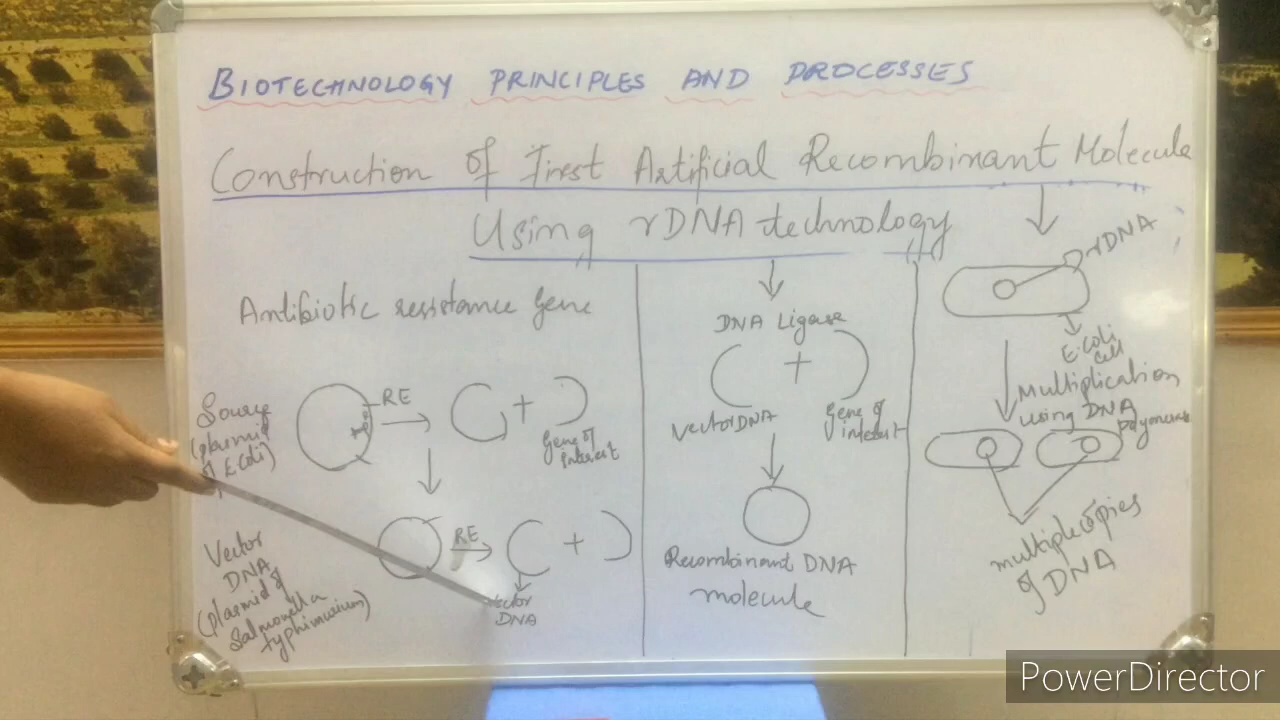 BIOTECHNOLOGY PRINCIPLES AND PROCESSES
Construction of First Artificial Recombinant Molecule
Using rDNA technology
Antibiotic resistance gene
Source
(plasmid
of E.coli)
RE
+
Gene of
interest
Vector
DNA
(plasmid of
Salmonella
typhimurium)
RE
+
vector
DNA
DNA Ligase
+
Vector DNA
Gene of
interest
Recombinant DNA
molecule
rDNA
E.coli
cell
Multiplication
using DNA
polymerase
multiple copies
of DNA
PowerDirector